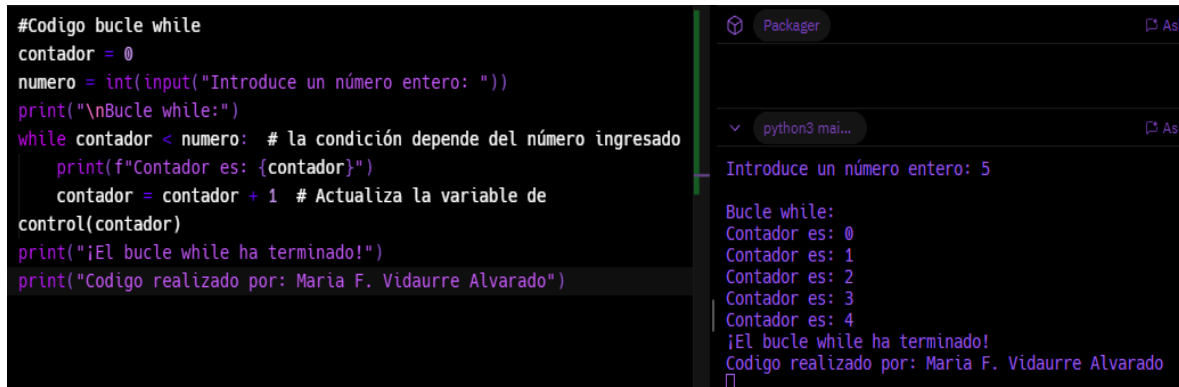 #Codigo bucle while
contador = 0
numero = int(input("Introduce un número entero: "))
print("\nBucle while:")
while contador < numero:  # la condición depende del número ingresado
    print(f"Contador es: {contador}")
    contador = contador + 1  # Actualiza la variable de
control(contador)
print("¡El bucle while ha terminado!")
print("Codigo realizado por: Maria F. Vidaurre Alvarado")
Packager
As
python3 mai...
As
Introduce un número entero: 5
Bucle while:
Contador es: 0
Contador es: 1
Contador es: 2
Contador es: 3
Contador es: 4
¡El bucle while ha terminado!
Codigo realizado por: Maria F. Vidaurre Alvarado